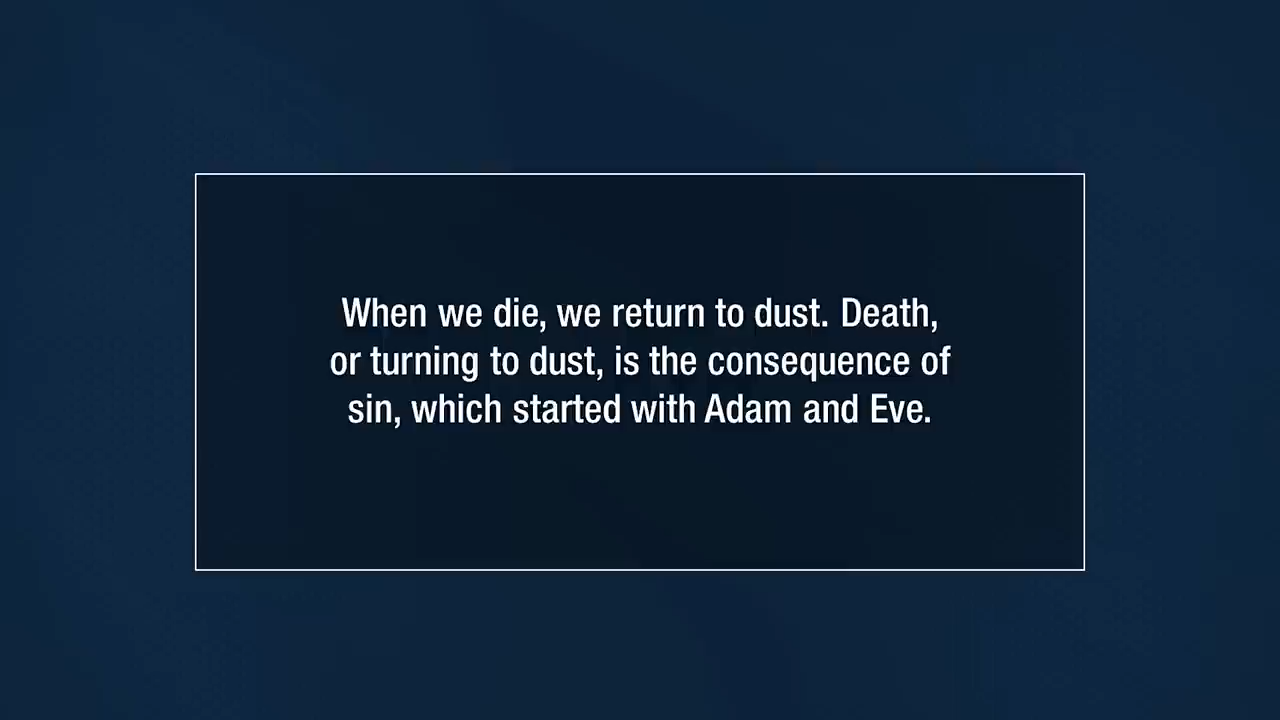 When we die, we return to dust. Death,
or turning to dust, is the consequence of
sin, which started with Adam and Eve.